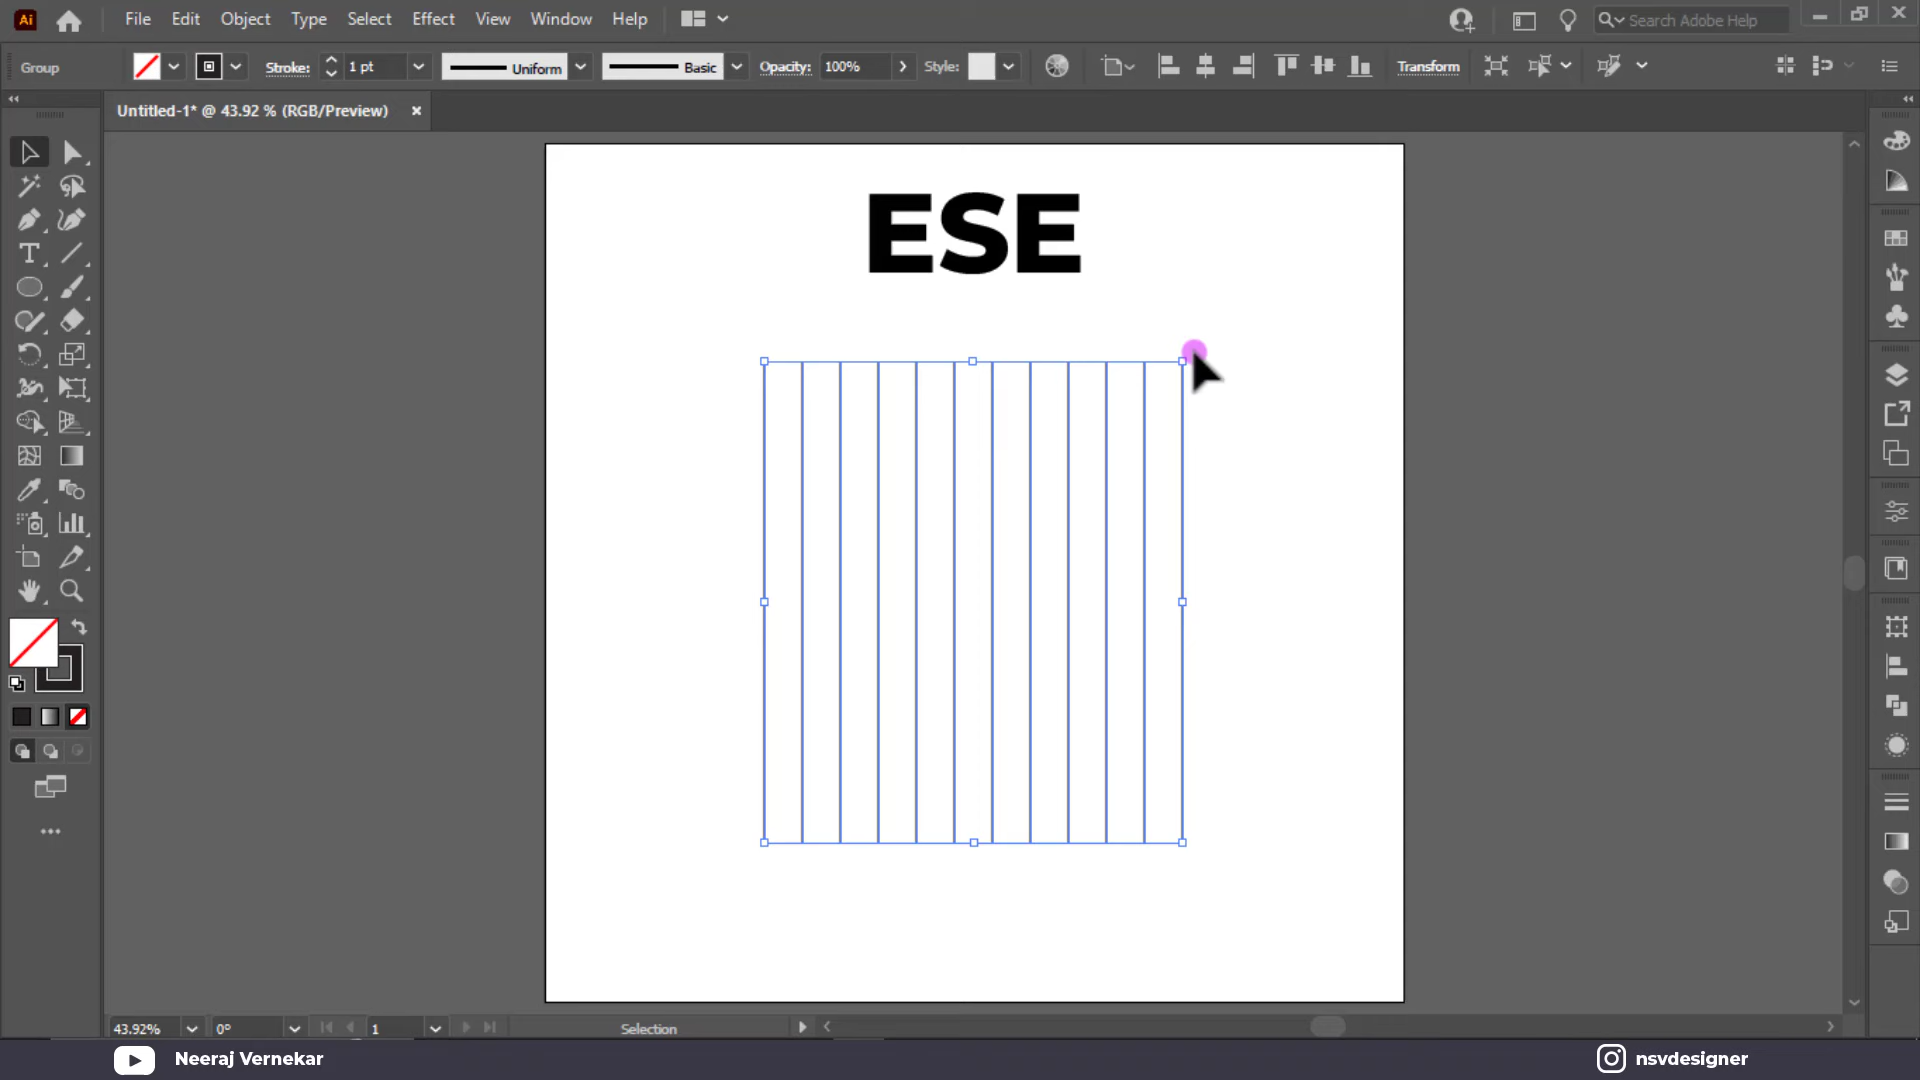 Ai File Edit Object Type Select Effect View Window Help Search Adobe Help
Group Stroke: 1 pt Uniform Basic Opacity: 100% Style: Transform
Untitled-1* @ 43.92 % (RGB/Preview) ×
ESE
43.92% 0° 1 Selection
Neeraj Vernekar nsvdesigner